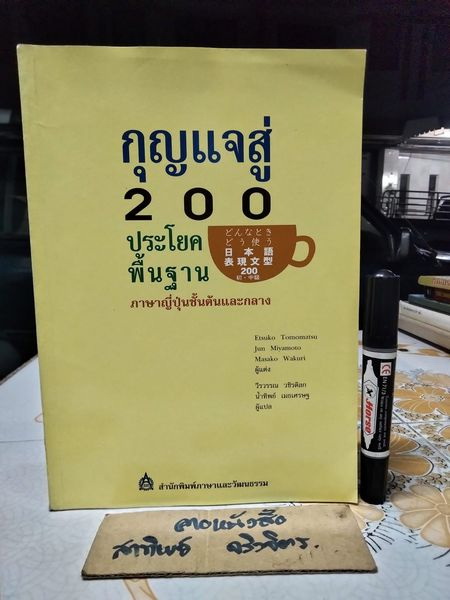 กุญแจสู่
200
ประโยค
พื้นฐาน
どんなとき
どう使う
日本語
表現文型
200
初・中級
ภาษาญี่ปุ่นชั้นต้นและกลาง
Etsuko Tomomatsu
Jun Miyamoto
Masako Wakuri
ผู้แต่ง
วีรวรรณ วชิรดิลก
น้ำทิพย์ เมธเศรษฐ
ผู้แปล
สำนักพิมพ์ภาษาและวัฒนธรรม
Horse
CE